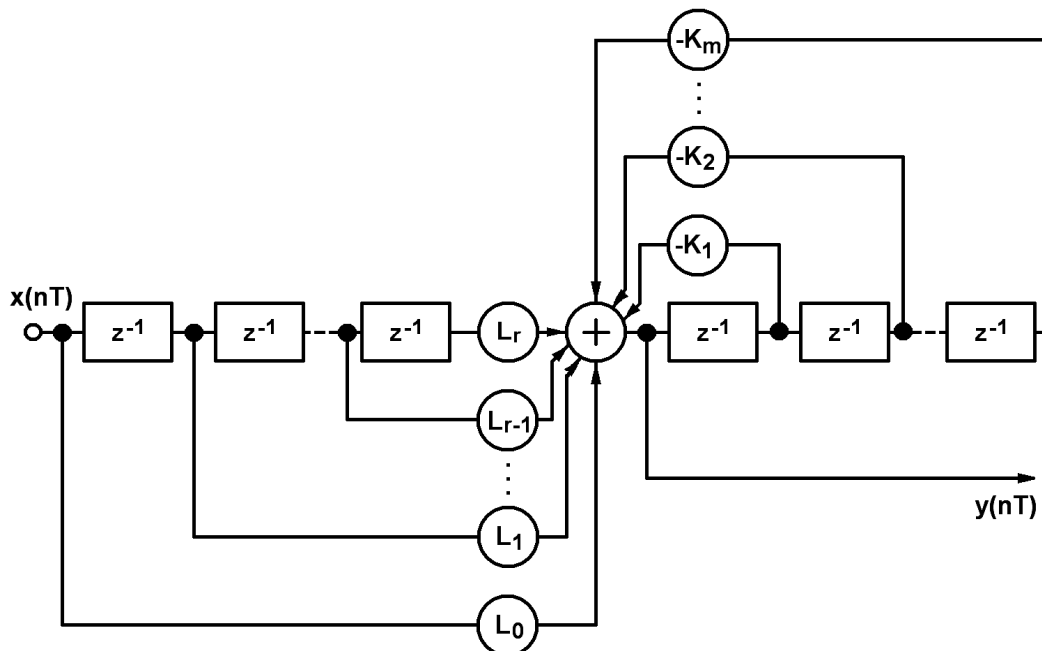 -Kₘ
-K₂
-K₁
x(nT)
z⁻¹ z⁻¹ z⁻¹ Lᵣ + z⁻¹ z⁻¹ z⁻¹
Lᵣ₋₁
y(nT)
L₁
L₀